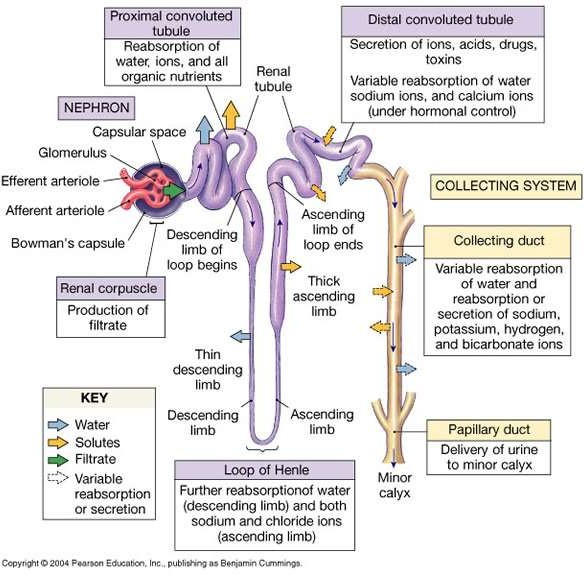 Proximal convoluted
tubule
Reabsorption of
water, ions, and all
organic nutrients
Distal convoluted tubule
Secretion of ions, acids, drugs,
toxins
Variable reabsorption of water
sodium ions, and calcium ions
(under hormonal control)
Renal
tubule
NEPHRON
Capsular space
Glomerulus
Efferent arteriole
Afferent arteriole
Bowman's capsule
Renal corpuscle
Production of
filtrate
Descending
limb of
loop begins
Ascending
limb of
loop ends
COLLECTING SYSTEM
Collecting duct
Variable reabsorption
of water and
reabsorption or
secretion of sodium,
potassium, hydrogen,
and bicarbonate ions
Thick
ascending
limb
Thin
descending
limb
Descending
limb
Ascending
limb
KEY
Water
Solutes
Filtrate
Variable
reabsorption
or secretion
Loop of Henle
Further reabsorptionof water
(descending limb) and both
sodium and chloride ions
(ascending limb)
Papillary duct
Delivery of urine
to minor calyx
Minor
calyx
Copyright © 2004 Pearson Education, Inc., publishing as Benjamin Cummings.